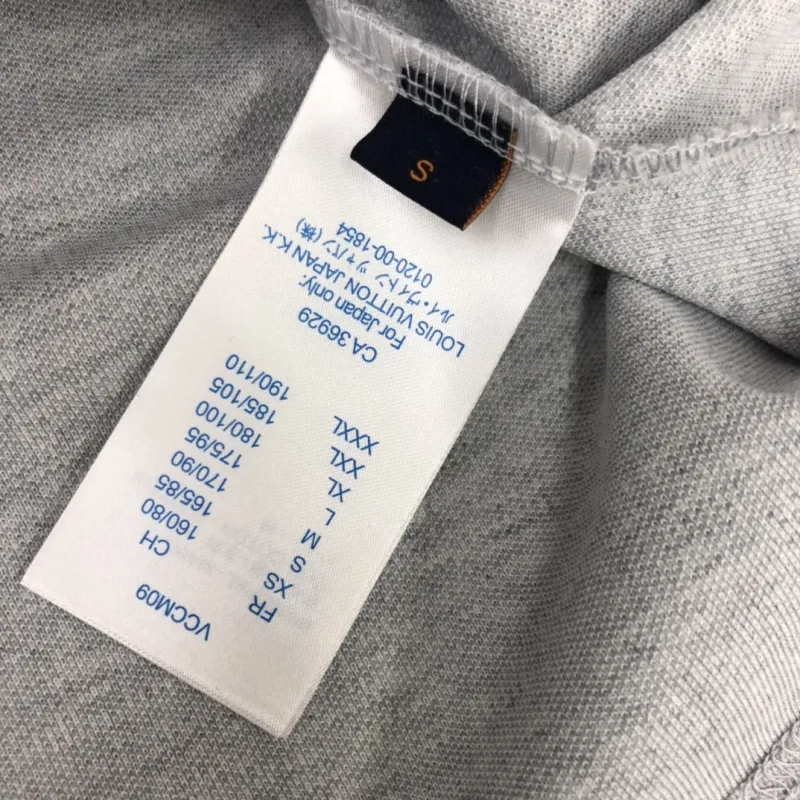 VCCM09
FR CH
XS 160/80
S 165/85
M 170/90
L 175/95
XL 180/100
XXL 185/105
XXXL 190/110
CA 36929
For Japan only:
LOUIS VUITTON JAPAN K.K.
ルイ・ヴィトン ジャパン (株)
0120-00-1854
S